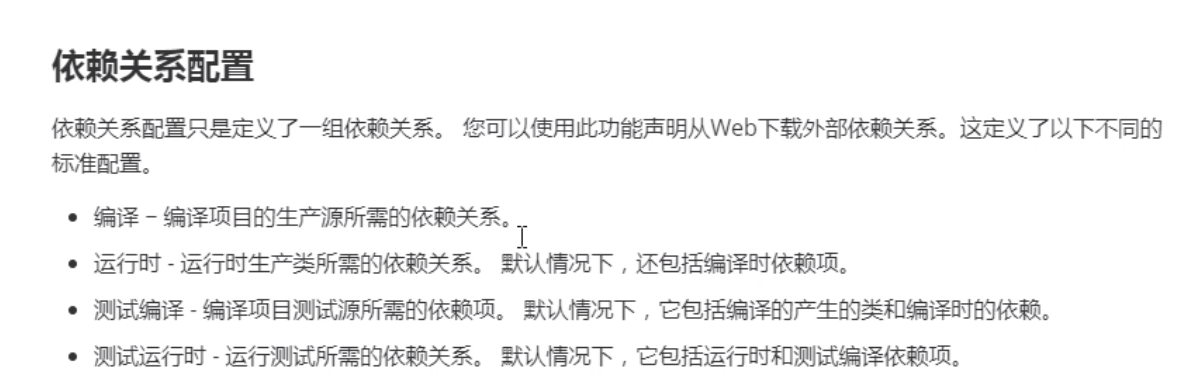 依赖关系配置
依赖关系配置只是定义了一组依赖关系。 您可以使用此功能声明从Web下载外部依赖关系。这定义了以下不同的
标准配置。
• 编译 – 编译项目的生产源所需的依赖关系。
• 运行时 - 运行时生产类所需的依赖关系。 默认情况下，还包括编译时依赖项。
• 测试编译 - 编译项目测试源所需的依赖项。 默认情况下，它包括编译的产生的类和编译时的依赖。
• 测试运行时 - 运行测试所需的依赖关系。 默认情况下，它包括运行时和测试编译依赖项。